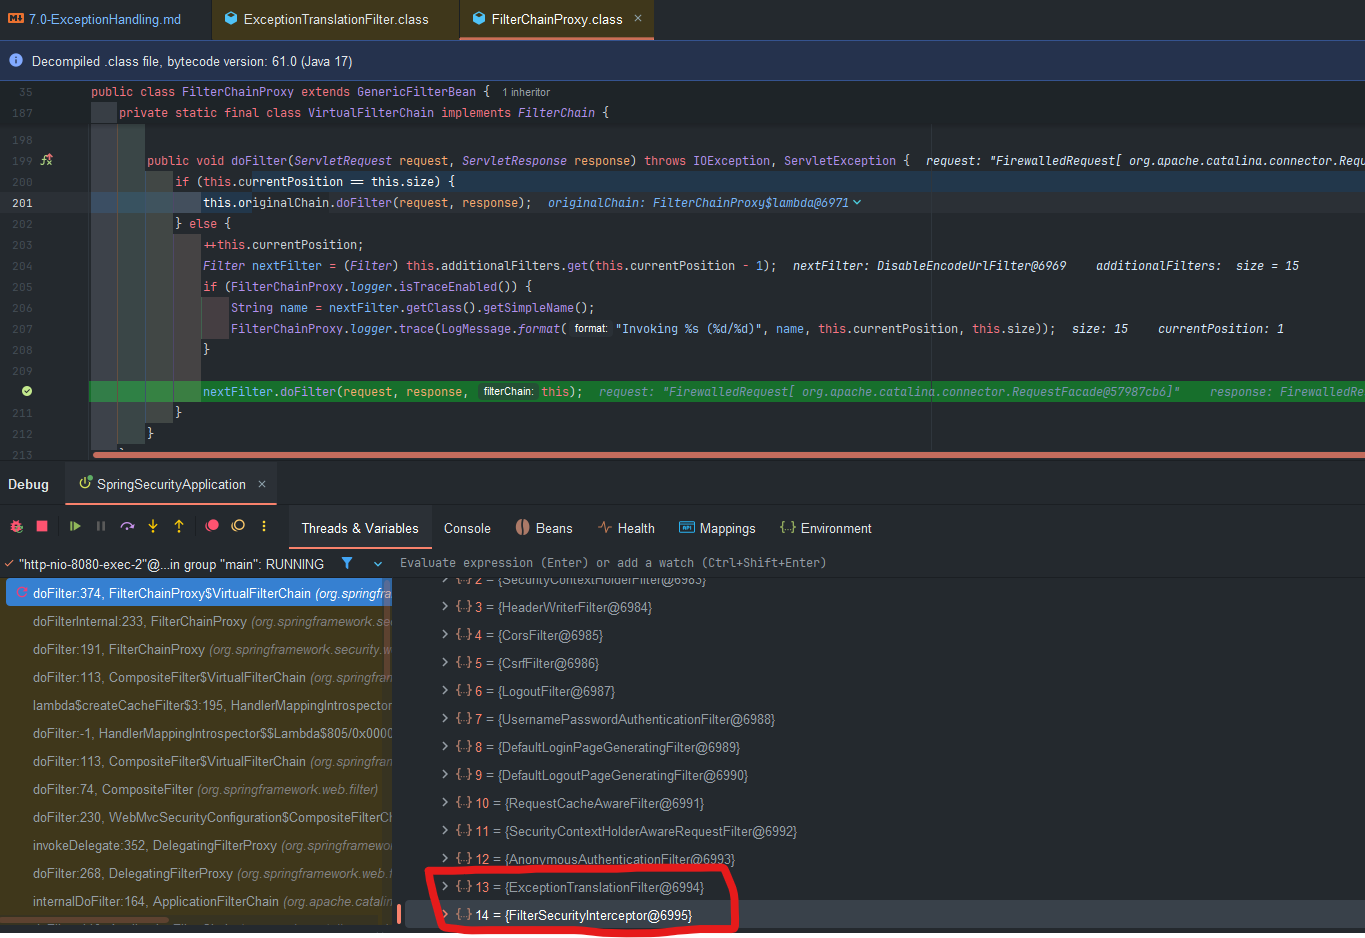 7.0-ExceptionHandling.md ExceptionTranslationFilter.class FilterChainProxy.class ×
Decompiled .class file, bytecode version: 61.0 (Java 17)
35 public class FilterChainProxy extends GenericFilterBean { 1 inheritor
187 private static final class VirtualFilterChain implements FilterChain {
198
199 public void doFilter(ServletRequest request, ServletResponse response) throws IOException, ServletException { request: "FirewalledRequest[ org.apache.catalina.connector.Requ
200 if (this.currentPosition == this.size) {
201 this.originalChain.doFilter(request, response); originalChain: FilterChainProxy$lambda@6971
202 } else {
203 ++this.currentPosition;
204 Filter nextFilter = (Filter) this.additionalFilters.get(this.currentPosition - 1); nextFilter: DisableEncodeUrlFilter@6969 additionalFilters: size = 15
205 if (FilterChainProxy.logger.isTraceEnabled()) {
206 String name = nextFilter.getClass().getSimpleName();
207 FilterChainProxy.logger.trace(LogMessage.format( format: "Invoking %s (%d/%d)", name, this.currentPosition, this.size)); size: 15 currentPosition: 1
208 }
209
nextFilter.doFilter(request, response, filterChain: this); request: "FirewalledRequest[ org.apache.catalina.connector.RequestFacade@57987cb6]" response: FirewalledRe
211 }
212 }
213
Debug SpringSecurityApplication ×
Threads & Variables Console Beans Health Mappings Environment
"http-nio-8080-exec-2"@...in group "main": RUNNING
Evaluate expression (Enter) or add a watch (Ctrl+Shift+Enter)
doFilter:374, FilterChainProxy$VirtualFilterChain (org.springfra
doFilterInternal:233, FilterChainProxy (org.springframework.sec
doFilter:191, FilterChainProxy (org.springframework.security.w
doFilter:113, CompositeFilter$VirtualFilterChain (org.springfran
lambda$createCacheFilter$3:195, HandlerMappingIntrospector
doFilter:-1, HandlerMappingIntrospector$$Lambda$805/0x0000
doFilter:113, CompositeFilter$VirtualFilterChain (org.springfran
doFilter:74, CompositeFilter (org.springframework.web.filter)
doFilter:230, WebMvcSecurityConfiguration$CompositeFilterCh
invokeDelegate:352, DelegatingFilterProxy (org.springframewo
doFilter:268, DelegatingFilterProxy (org.springframework.web.f
internalDoFilter:164, ApplicationFilterChain (org.apache.catalin
2 = {SecurityContextHolderFilter@6983}
3 = {HeaderWriterFilter@6984}
4 = {CorsFilter@6985}
5 = {CsrfFilter@6986}
6 = {LogoutFilter@6987}
7 = {UsernamePasswordAuthenticationFilter@6988}
8 = {DefaultLoginPageGeneratingFilter@6989}
9 = {DefaultLogoutPageGeneratingFilter@6990}
10 = {RequestCacheAwareFilter@6991}
11 = {SecurityContextHolderAwareRequestFilter@6992}
12 = {AnonymousAuthenticationFilter@6993}
13 = {ExceptionTranslationFilter@6994}
14 = {FilterSecurityInterceptor@6995}